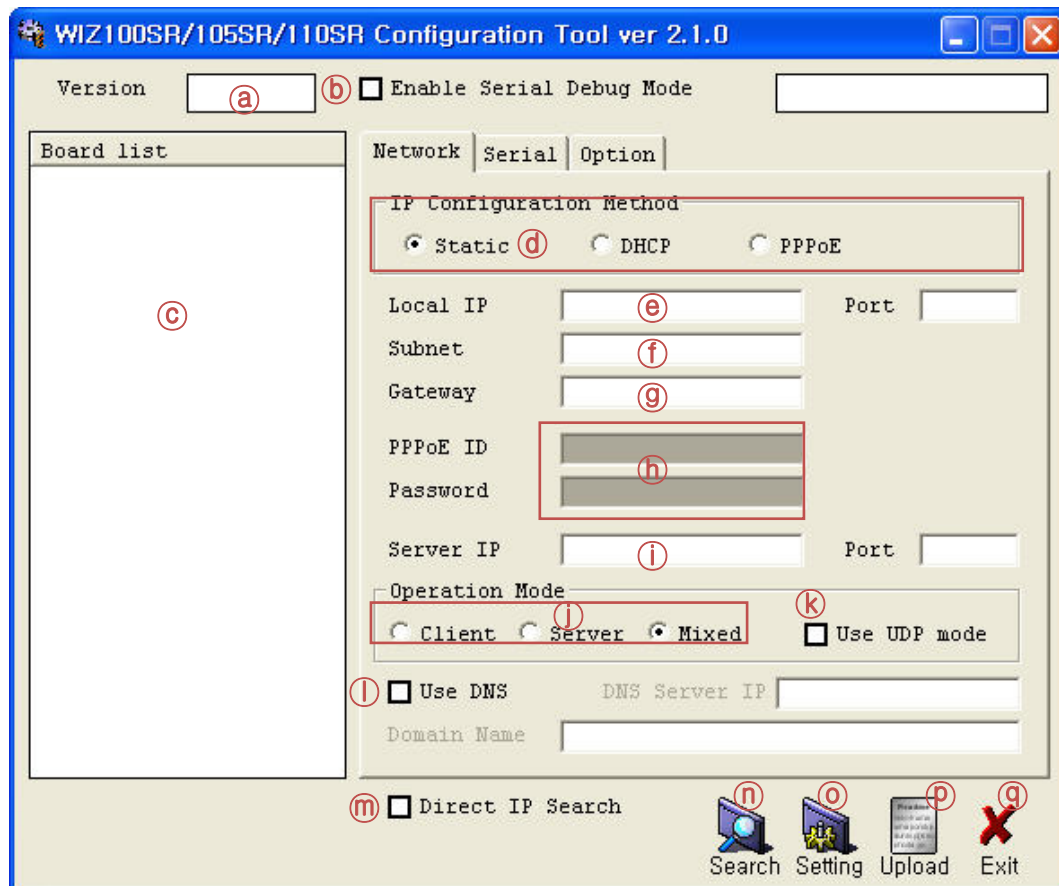 WIZ100SR/105SR/110SR Configuration Tool ver 2.1.0
Version ⓐ ⓑ Enable Serial Debug Mode
Board list
ⓒ
Network Serial Option
IP Configuration Method
Static ⓓ DHCP PPPoE
Local IP ⓔ Port
Subnet ⓕ
Gateway ⓖ
PPPoE ID
ⓗ
Password
Server IP ⓘ Port
Operation Mode
ⓙ ⓚ
Client Server Mixed Use UDP mode
ⓛ Use DNS DNS Server IP
Domain Name
ⓜ Direct IP Search
ⓝ ⓞ ⓟ ⓠ
Search Setting Upload Exit